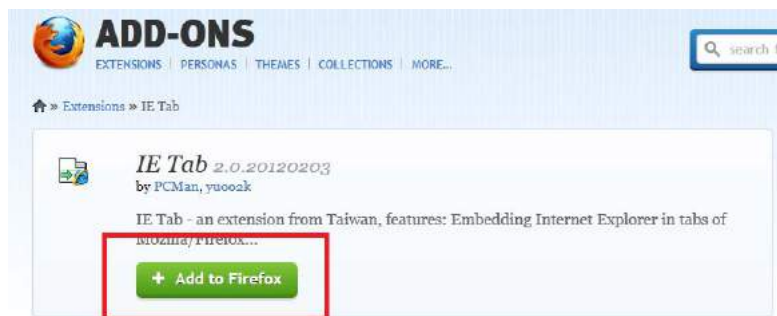 ADD-ONS
EXTENSIONS | PERSONAS | THEMES | COLLECTIONS | MORE...
search f
» Extensions » IE Tab
IE Tab 2.0.20120203
by PCMan, yuoo2k
IE Tab - an extension from Taiwan, features: Embedding Internet Explorer in tabs of
Mozilla/Firefox...
+ Add to Firefox